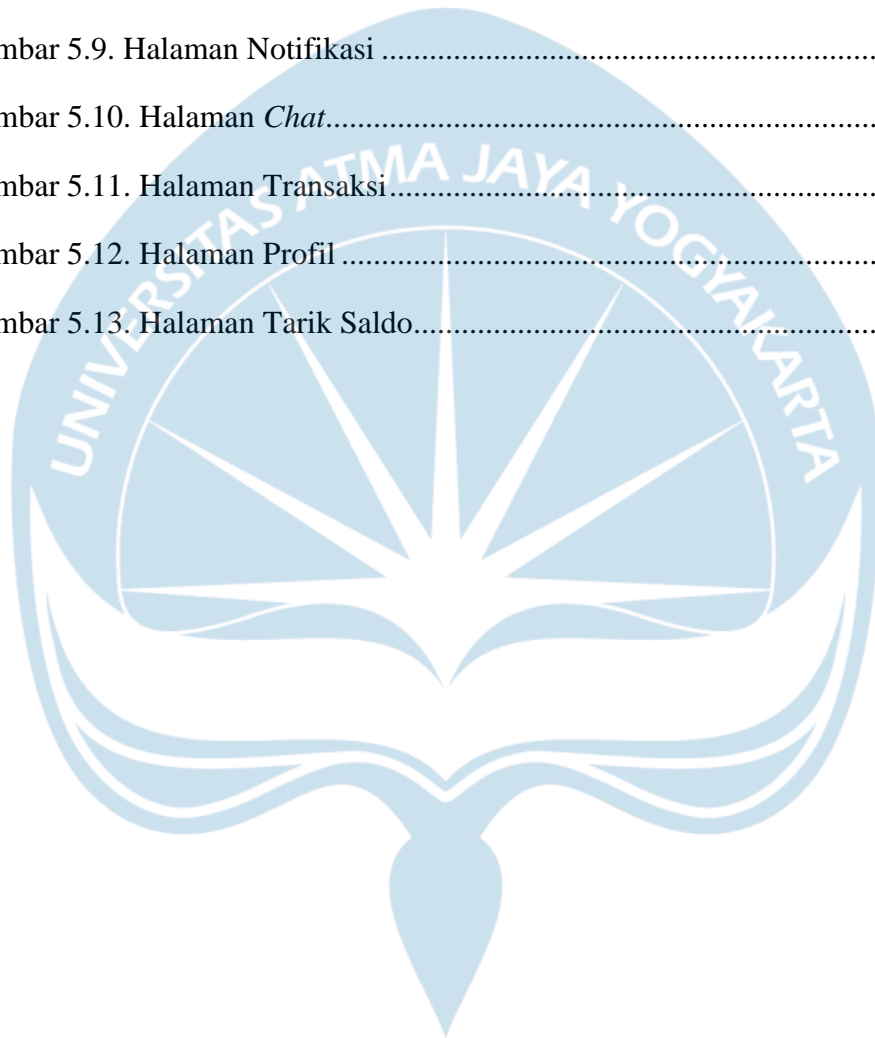 mbar 5.9. Halaman Notifikasi ....................................................................
mbar 5.10. Halaman Chat.............................................................................
mbar 5.11. Halaman Transaksi...................................................................
mbar 5.12. Halaman Profil ..........................................................................
mbar 5.13. Halaman Tarik Saldo................................................................
UNIVERSITAS ATMA JAYA YOGYAKARTA